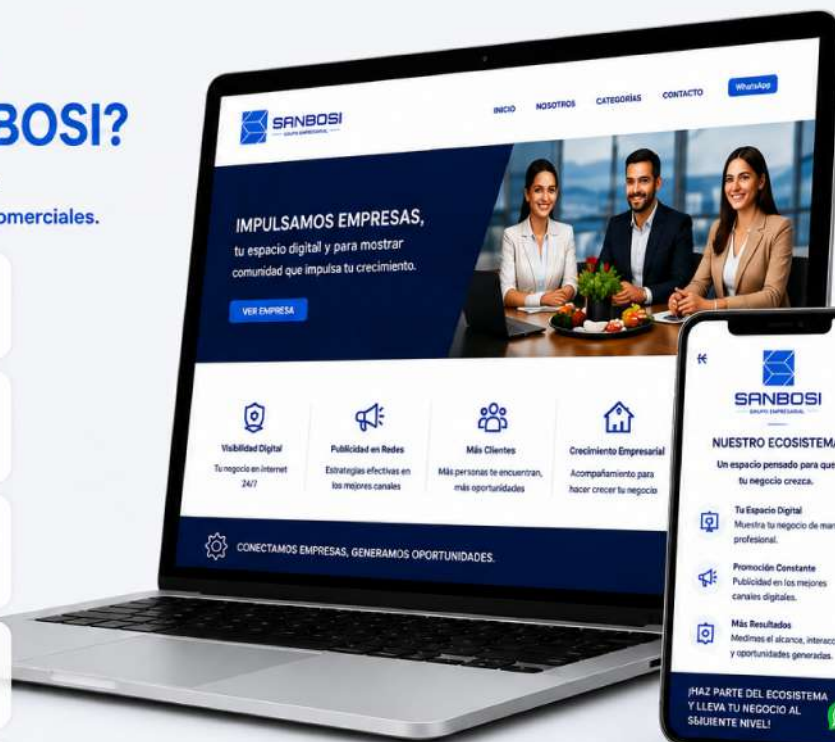 BOSI?
omerciales.
SANBOSI
GRUPO EMPRESARIAL
INICIO NOSOTROS CATEGORÍAS CONTACTO WhatsApp
IMPULSAMOS EMPRESAS,
tu espacio digital y para mostrar
comunidad que impulsa tu crecimiento.
VER EMPRESA
Visibilidad Digital
Tu negocio en internet
24/7
Publicidad en Redes
Estrategias efectivas en
los mejores canales
Más Clientes
Más personas te encuentran,
más oportunidades
Crecimiento Empresarial
Acompañamiento para
hacer crecer tu negocio
CONECTAMOS EMPRESAS, GENERAMOS OPORTUNIDADES.
SANBOSI
GRUPO EMPRESARIAL
NUESTRO ECOSISTEMA
Un espacio pensado para que
tu negocio crezca.
Tu Espacio Digital
Muestra tu negocio de man
profesional.
Promoción Constante
Publicidad en los mejores
canales digitales.
Más Resultados
Medimos el alcance, interacc
y oportunidades generadas.
¡HAZ PARTE DEL ECOSISTEMA
Y LLEVA TU NEGOCIO AL
NIVEL!